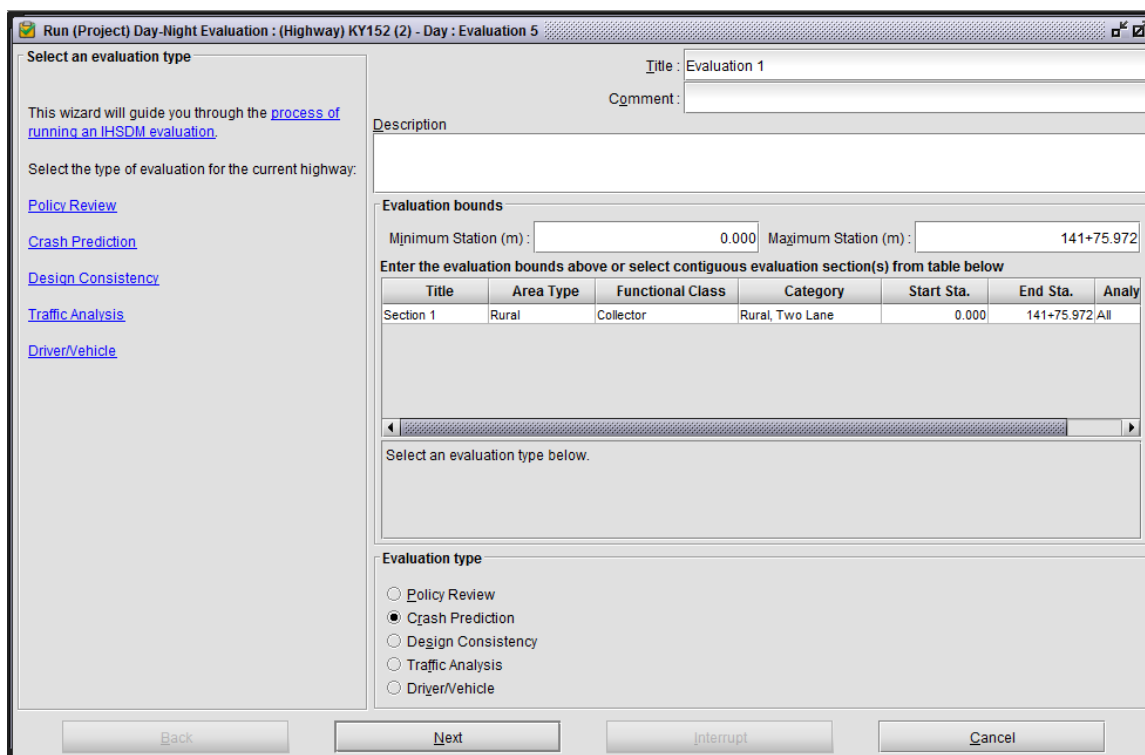 Run (Project) Day-Night Evaluation : (Highway) KY152 (2) - Day : Evaluation 5
Select an evaluation type
This wizard will guide you through the process of
running an IHSDM evaluation.
Select the type of evaluation for the current highway:
Policy Review
Crash Prediction
Design Consistency
Traffic Analysis
Driver/Vehicle
Title : Evaluation 1
Comment :
Description
Evaluation bounds
Minimum Station (m) : 0.000 Maximum Station (m) : 141+75.972
Enter the evaluation bounds above or select contiguous evaluation section(s) from table below
Title Area Type Functional Class Category Start Sta. End Sta. Analy
Section 1 Rural Collector Rural, Two Lane 0.000 141+75.972 All
Select an evaluation type below.
Evaluation type
Policy Review
Crash Prediction
Design Consistency
Traffic Analysis
Driver/Vehicle
Back Next Interrupt Cancel